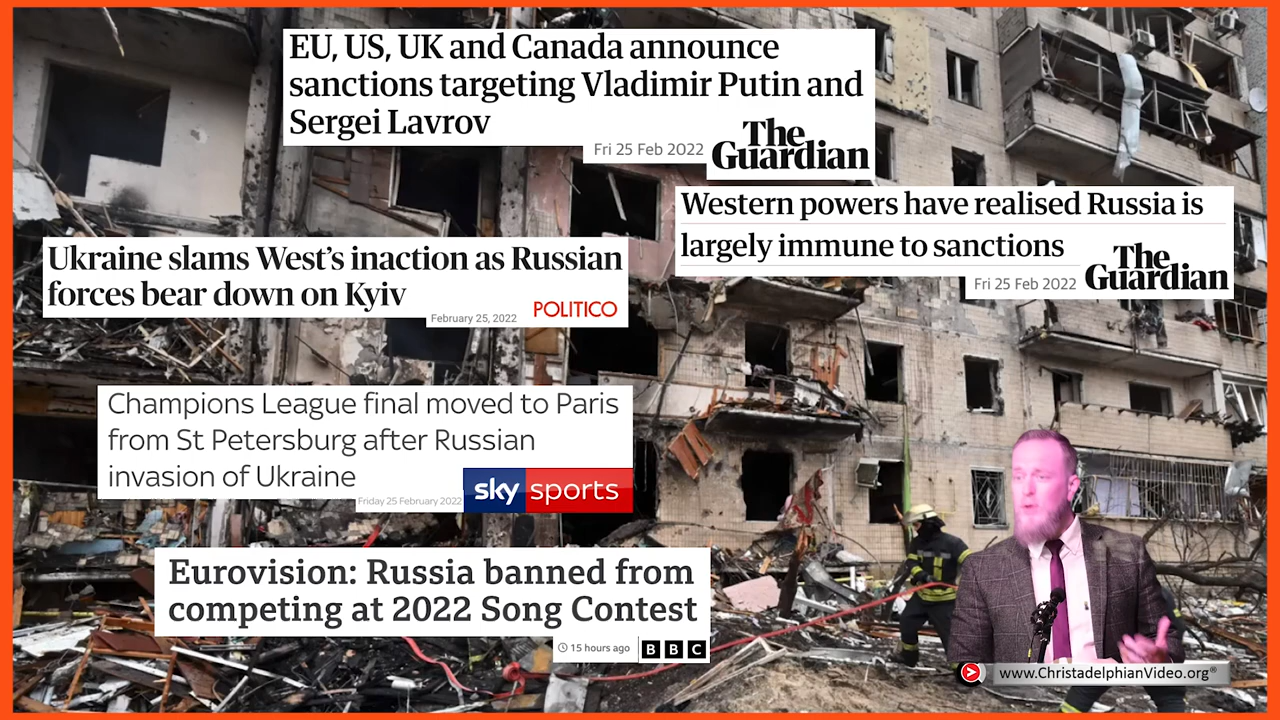 EU, US, UK and Canada announce
sanctions targeting Vladimir Putin and
Sergei Lavrov
Fri 25 Feb 2022
The
Guardian
Western powers have realised Russia is
largely immune to sanctions
Fri 25 Feb 2022
The
Guardian
Ukraine slams West’s inaction as Russian
forces bear down on Kyiv
February 25, 2022
POLITICO
Champions League final moved to Paris
from St Petersburg after Russian
invasion of Ukraine
Friday 25 February 2022
sky sports
Eurovision: Russia banned from
competing at 2022 Song Contest
15 hours ago
BBC
www.ChristadelphianVideo.org®